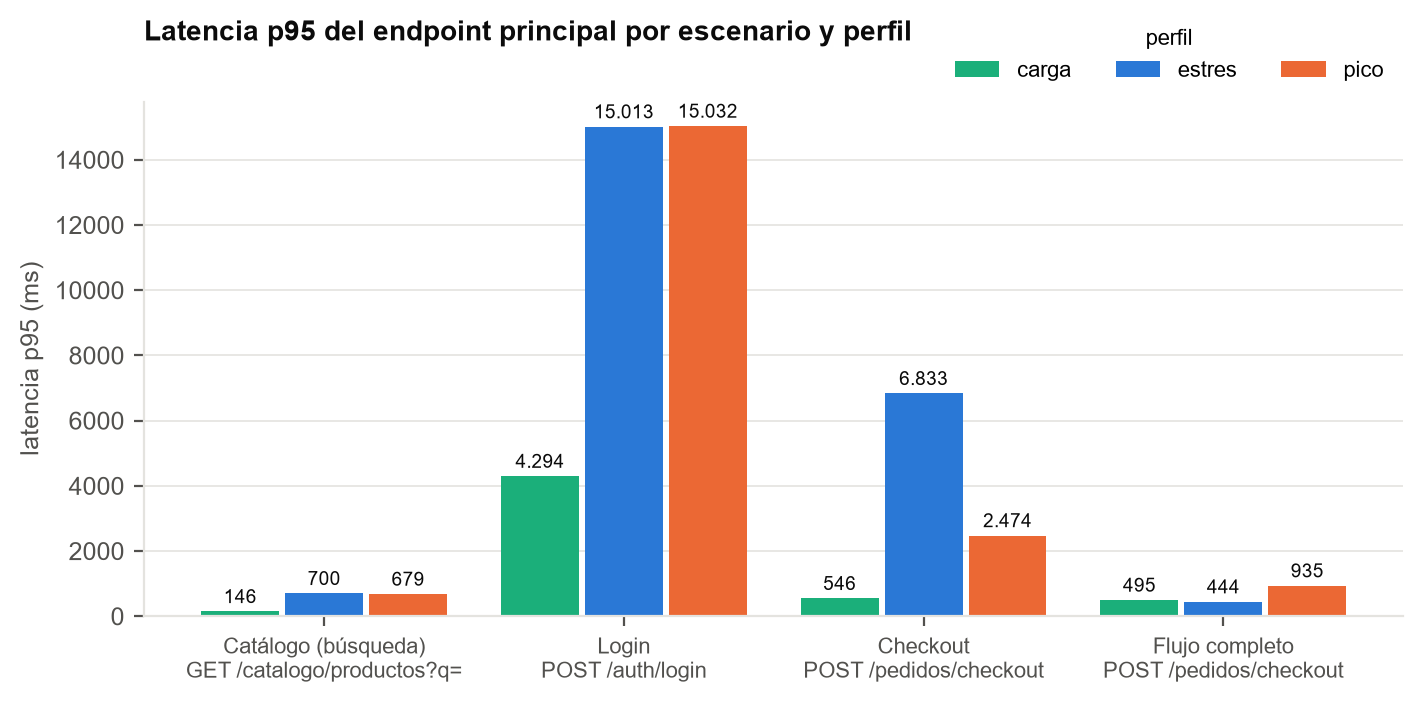 Latencia p95 del endpoint principal por escenario y perfil
perfil
carga estres pico
latencia p95 (ms)
14000
12000
10000
8000
6000
4000
2000
0
146 700 679
4.294 15.013 15.032
546 6.833 2.474
495 444 935
Catálogo (búsqueda)
GET /catalogo/productos?q=
Login
POST /auth/login
Checkout
POST /pedidos/checkout
Flujo completo
POST /pedidos/checkout